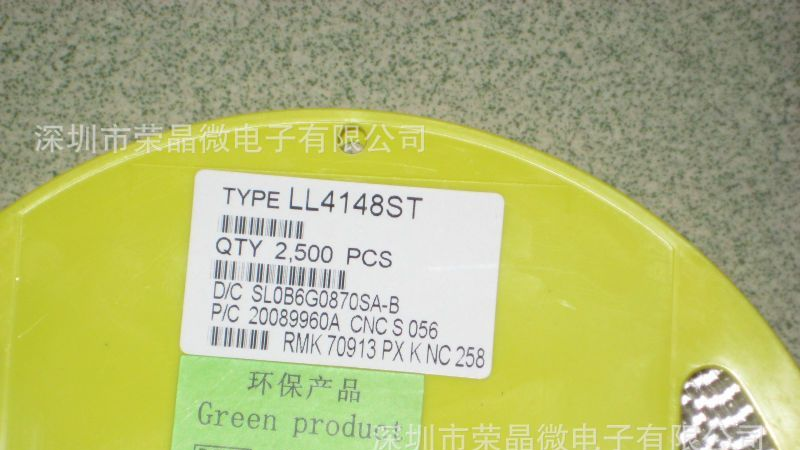 深圳市荣晶微电子有限公司
TYPE LL4148ST
QTY 2,500 PCS
D/C SL0B6G0870SA-B
P/C 20089960A CNC S 056
RMK 70913 PX K NC 258
环保产品
Green product
深圳市荣晶微电子有限公司